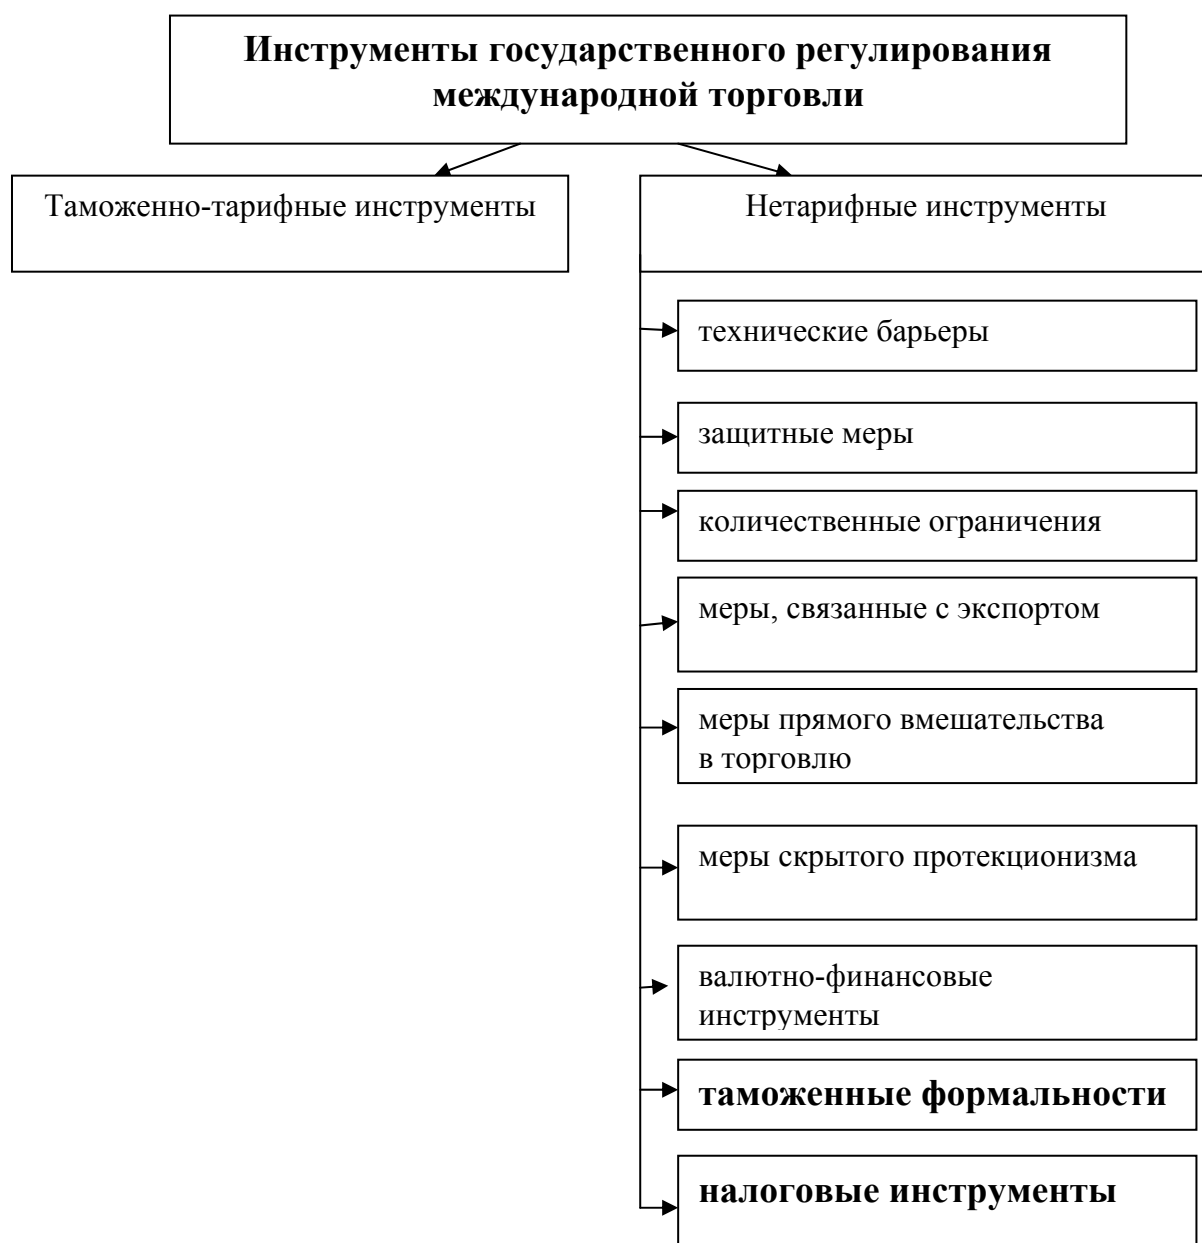 Инструменты государственного регулирования
международной торговли
Таможенно-тарифные инструменты
Нетарифные инструменты
технические барьеры
защитные меры
количественные ограничения
меры, связанные с экспортом
меры прямого вмешательства
в торговлю
меры скрытого протекционизма
валютно-финансовые
инструменты
таможенные формальности
налоговые инструменты